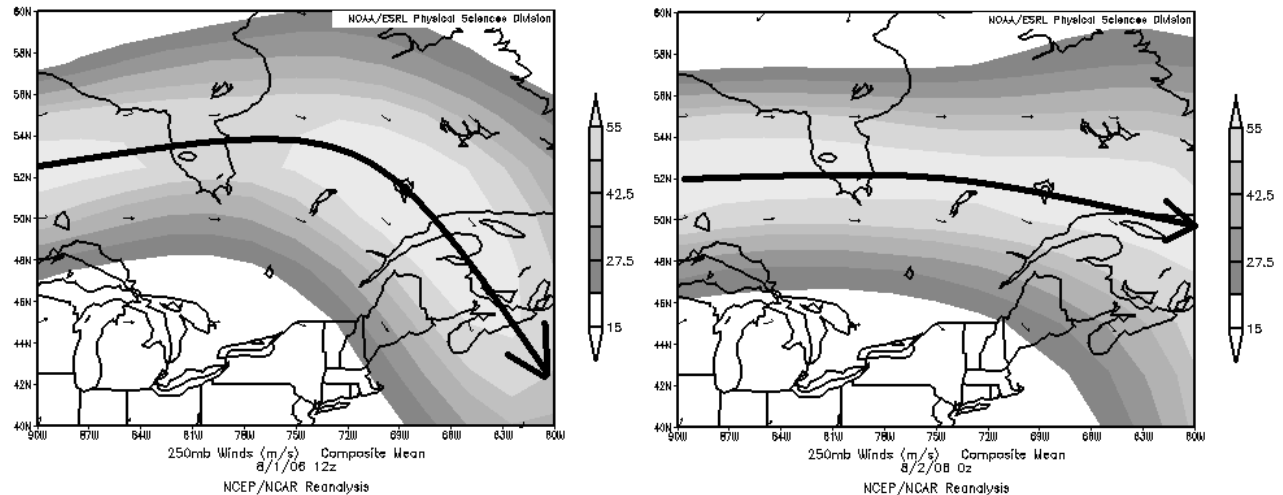 NOAA/ESRL Physical Sciences Division
60N
58N
56N
54N
52N
50N
48N
46N
44N
42N
40N
90W 87W 84W 81W 78W 75W 72W 69W 66W 63W 60W
55
42.5
27.5
15
250mb Winds (m/s) Composite Mean
8/1/06 12z
NCEP/NCAR Reanalysis
NOAA/ESRL Physical Sciences Division
60N
58N
56N
54N
52N
50N
48N
46N
44N
42N
40N
90W 87W 84W 81W 78W 75W 72W 69W 66W 63W 60W
55
42.5
27.5
15
250mb Winds (m/s) Composite Mean
8/2/06 0z
NCEP/NCAR Reanalysis